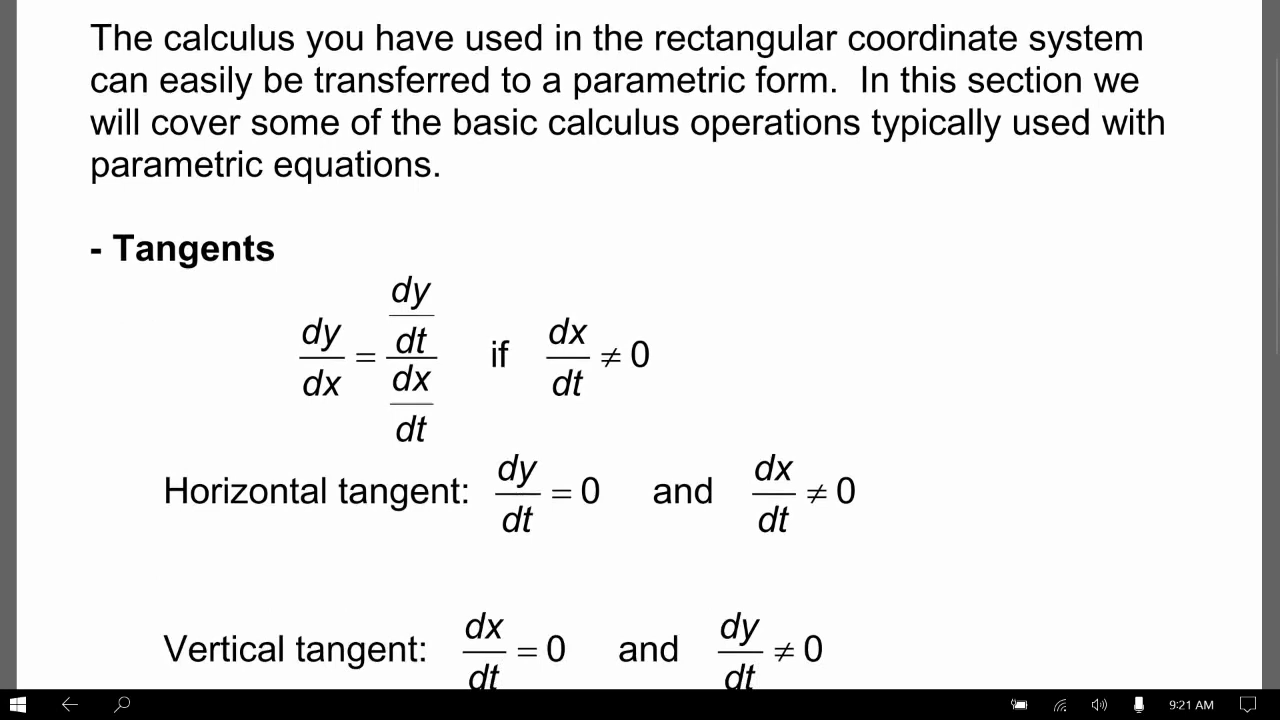 The calculus you have used in the rectangular coordinate system
can easily be transferred to a parametric form.  In this section we
will cover some of the basic calculus operations typically used with
parametric equations.
- Tangents
dy/dx = (dy/dt)/(dx/dt) if dx/dt ≠ 0
Horizontal tangent: dy/dt = 0 and dx/dt ≠ 0
Vertical tangent: dx/dt = 0 and dy/dt ≠ 0
9:21 AM